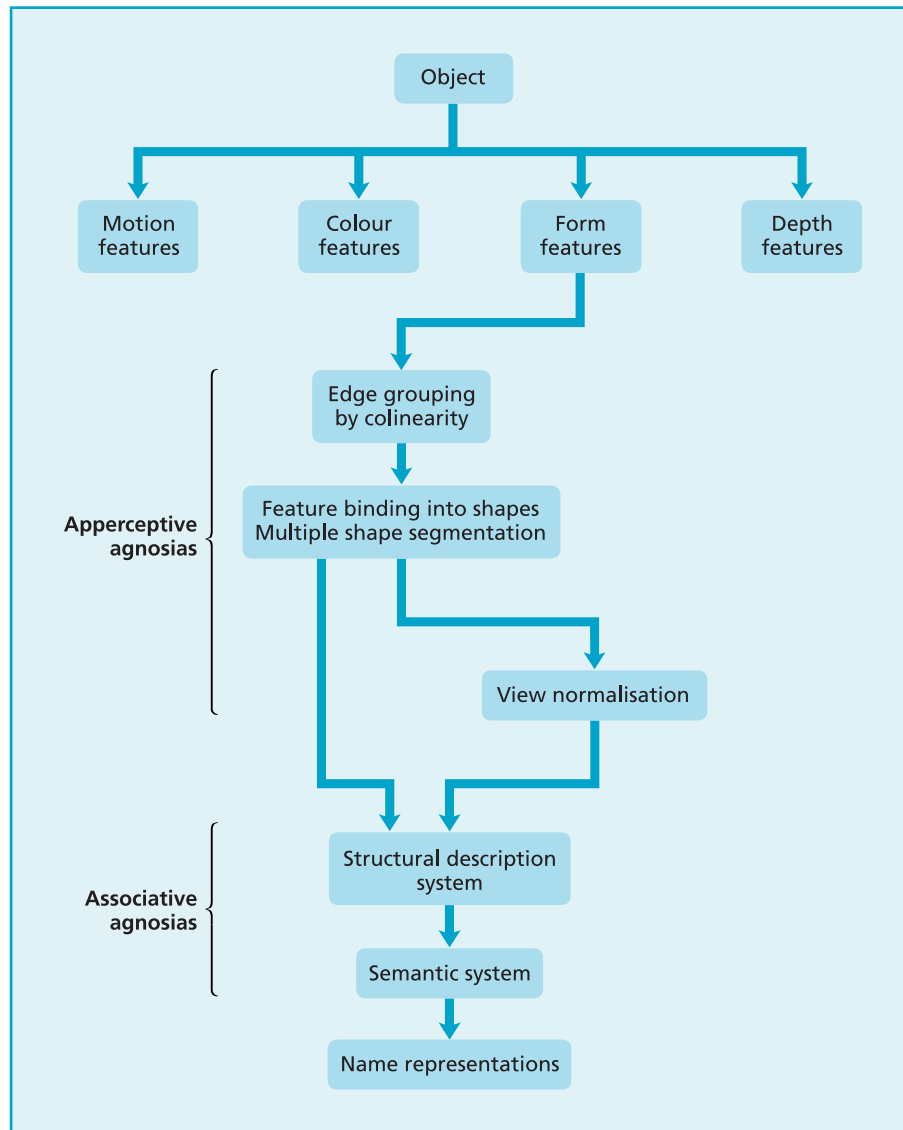 Object
Motion
features
Colour
features
Form
features
Depth
features
Edge grouping
by colinearity
Feature binding into shapes
Multiple shape segmentation
Apperceptive
agnosias
View normalisation
Structural description
system
Associative
agnosias
Semantic system
Name representations